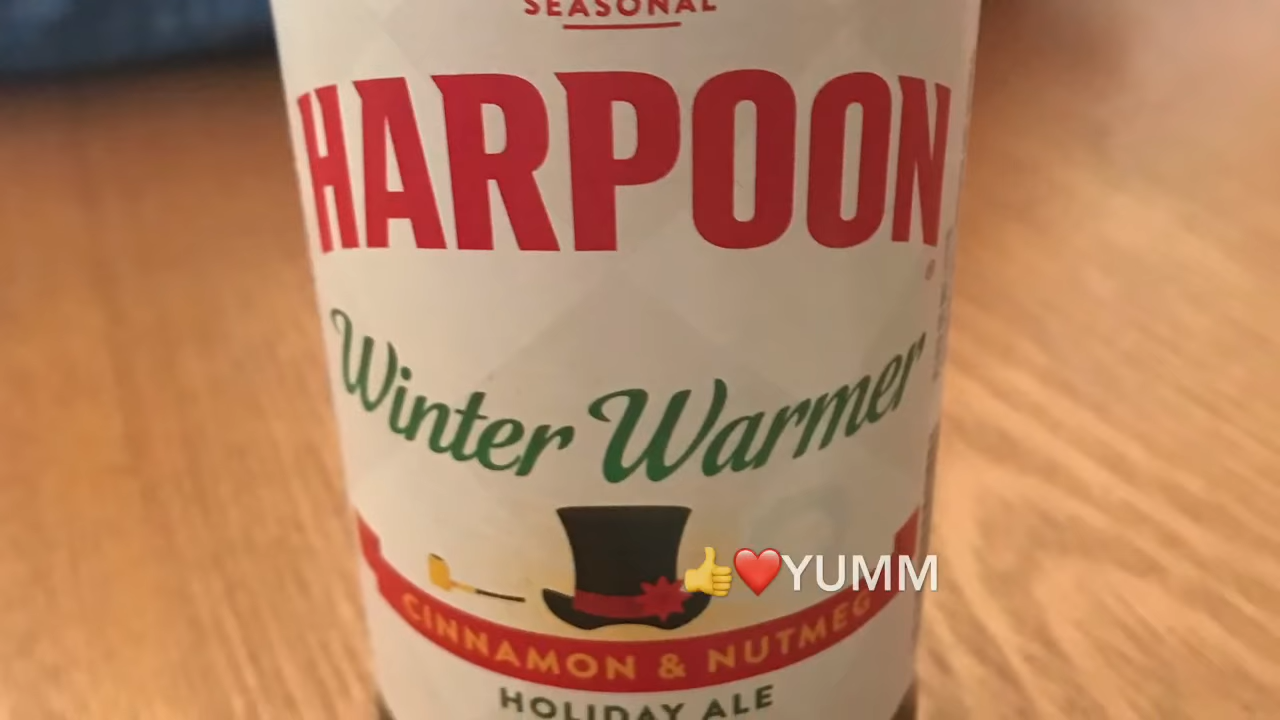 SEASONAL
HARPOON
Winter Warmer
👍❤️YUMM
CINNAMON & NUTMEG
HOLIDAY ALE